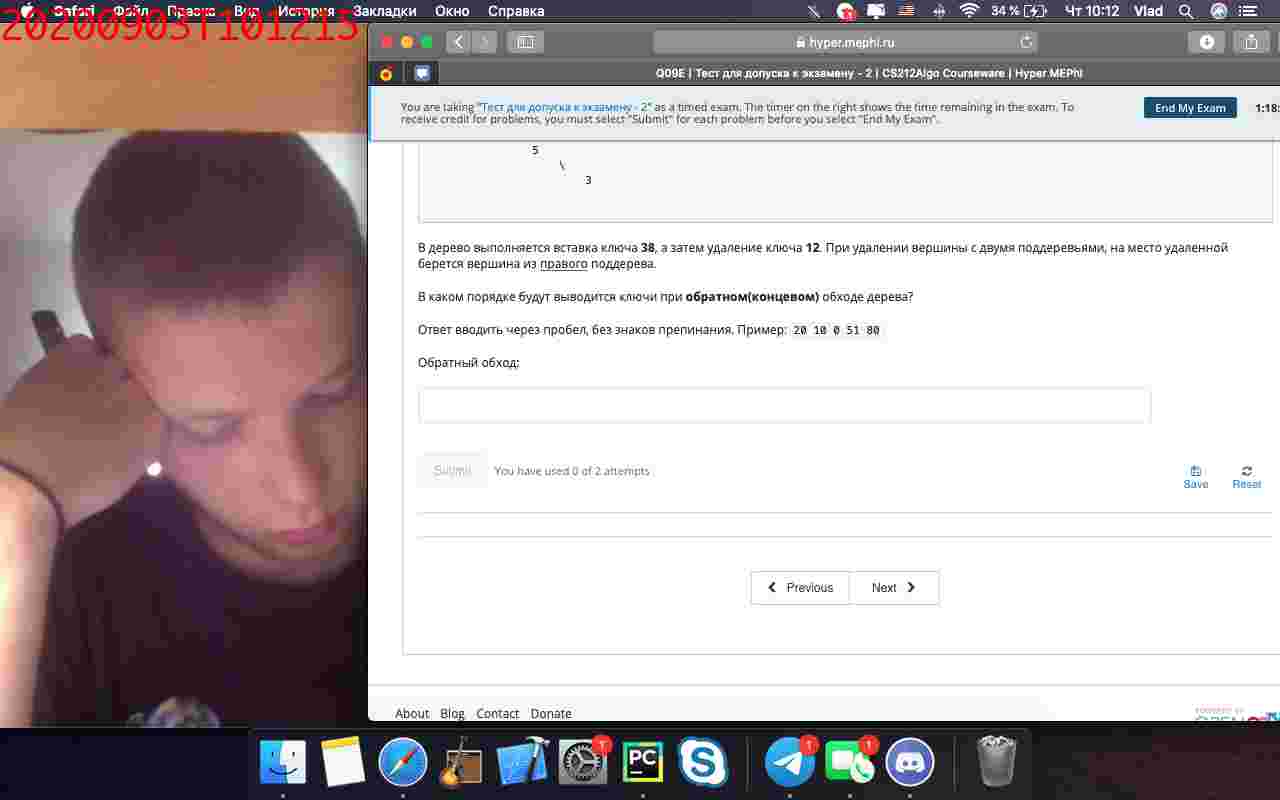 20200903T101215
Safari Файл Правка Вид История Закладки Окно Справка
34 % Чт 10:12 Vlad
hyper.mephi.ru
Q09E | Тест для допуска к экзамену - 2 | CS212Algo Courseware | Hyper.MEPhI
You are taking "Тест для допуска к экзамену - 2" as a timed exam. The timer on the right shows the time remaining in the exam. To
receive credit for problems, you must select "Submit" for each problem before you select "End My Exam".
End My Exam
1:18:
5
\
3
В дерево выполняется вставка ключа 38, а затем удаление ключа 12. При удалении вершины с двумя поддеревьями, на место удаленной
берется вершина из правого поддерева.
В каком порядке будут выводится ключи при обратном(концевом) обходе дерева?
Ответ вводить через пробел, без знаков препинания. Пример: 20 10 0 51 80
Обратный обход:
Submit You have used 0 of 2 attempts
Save Reset
Previous Next
About Blog Contact Donate
POWERED BY
PC
1
1
1